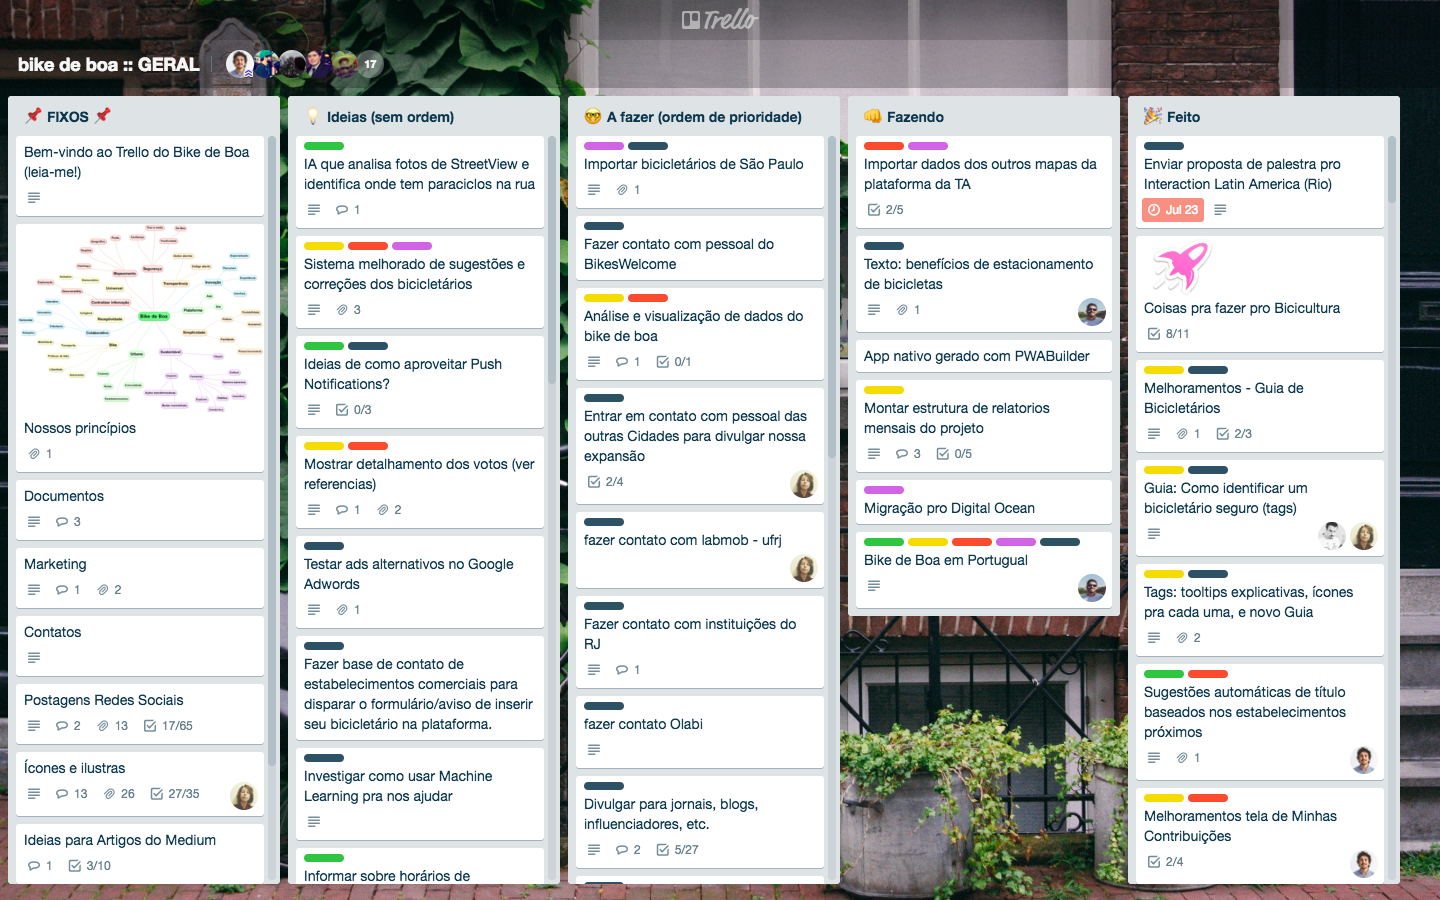 Trello
bike de boa :: GERAL
17
FIXOS
Bem-vindo ao Trello do Bike de Boa
(leia-me!)
Bike de Boa
Nossos princípios
1
Documentos
3
Marketing
1 2
Contatos
Postagens Redes Sociais
2 13 17/65
Ícones e ilustras
13 26 27/35
Ideias para Artigos do Medium
1 3/10
Ideias (sem ordem)
IA que analisa fotos de StreetView e
identifica onde tem paraciclos na rua
1
Sistema melhorado de sugestões e
correções dos bicicletários
3
Ideias de como aproveitar Push
Notifications?
0/3
Mostrar detalhamento dos votos (ver
referencias)
1 2
Testar ads alternativos no Google
Adwords
1
Fazer base de contato de
estabelecimentos comerciais para
disparar o formulário/aviso de inserir
seu bicicletário na plataforma.
Investigar como usar Machine
Learning pra nos ajudar
Informar sobre horários de
A fazer (ordem de prioridade)
Importar bicicletários de São Paulo
1
Fazer contato com pessoal do
BikesWelcome
Análise e visualização de dados do
bike de boa
1 0/1
Entrar em contato com pessoal das
outras Cidades para divulgar nossa
expansão
2/4
fazer contato com labmob - ufrj
Fazer contato com instituições do
RJ
1
fazer contato Olabi
Divulgar para jornais, blogs,
influenciadores, etc.
2 5/27
Fazendo
Importar dados dos outros mapas da
plataforma da TA
2/5
Texto: benefícios de estacionamento
de bicicletas
1
App nativo gerado com PWABuilder
Montar estrutura de relatorios
mensais do projeto
3 0/5
Migração pro Digital Ocean
Bike de Boa em Portugual
Feito
Enviar proposta de palestra pro
Interaction Latin America (Rio)
Jul 23
Coisas pra fazer pro Bicicultura
8/11
Melhoramentos - Guia de
Bicicletários
1 2/3
Guia: Como identificar um
bicicletário seguro (tags)
Tags: tooltips explicativas, ícones
pra cada uma, e novo Guia
2
Sugestões automáticas de título
baseados nos estabelecimentos
próximos
1
Melhoramentos tela de Minhas
Contribuições
2/4